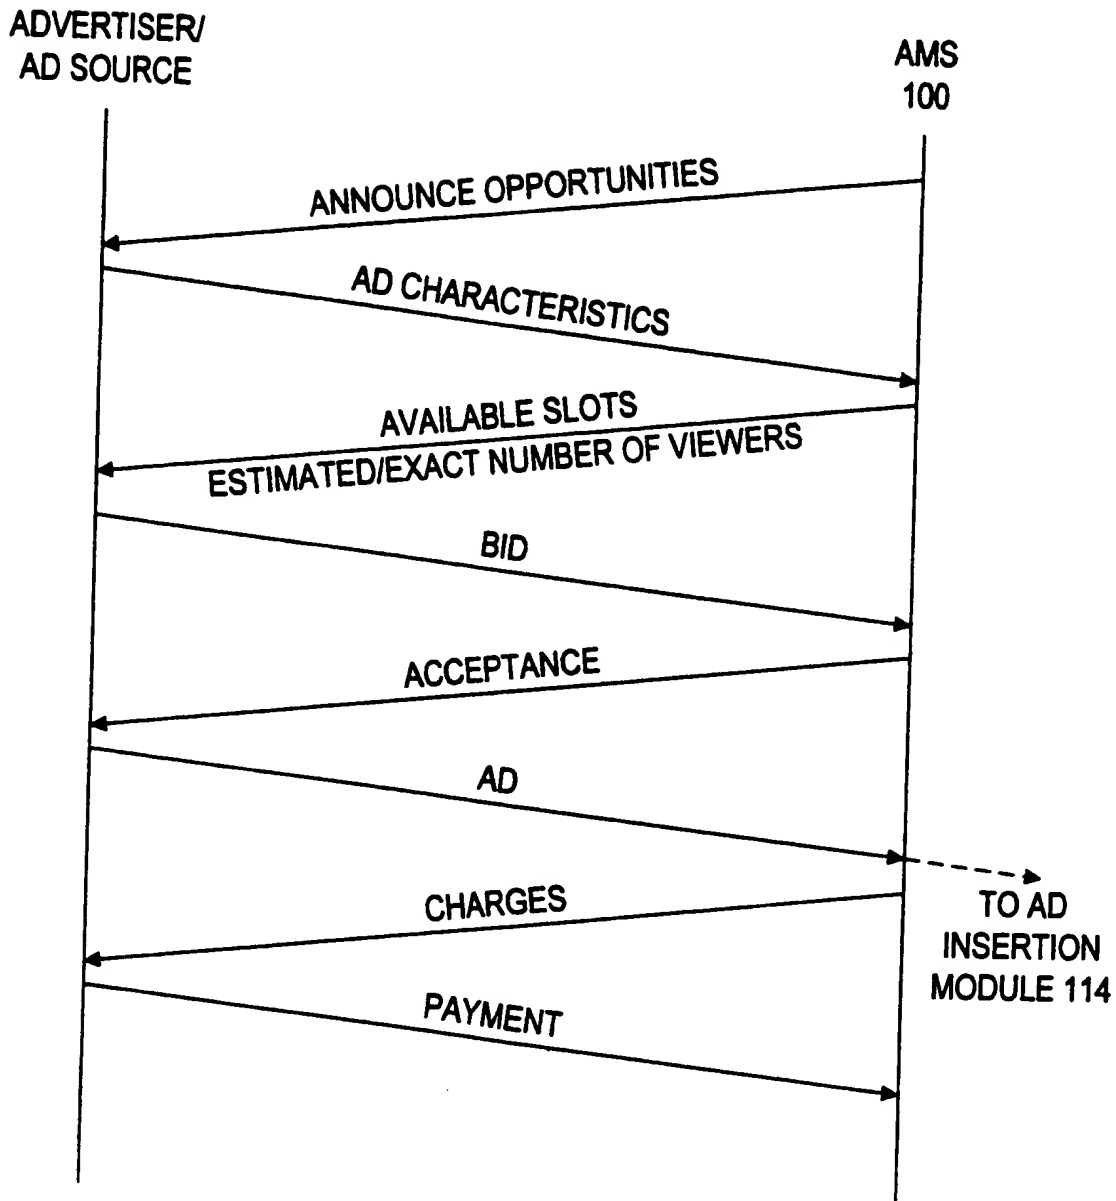 ADVERTISER/
AD SOURCE
AMS
100
ANNOUNCE OPPORTUNITIES
AD CHARACTERISTICS
AVAILABLE SLOTS
ESTIMATED/EXACT NUMBER OF VIEWERS
BID
ACCEPTANCE
AD
CHARGES
TO AD
INSERTION
MODULE 114
PAYMENT